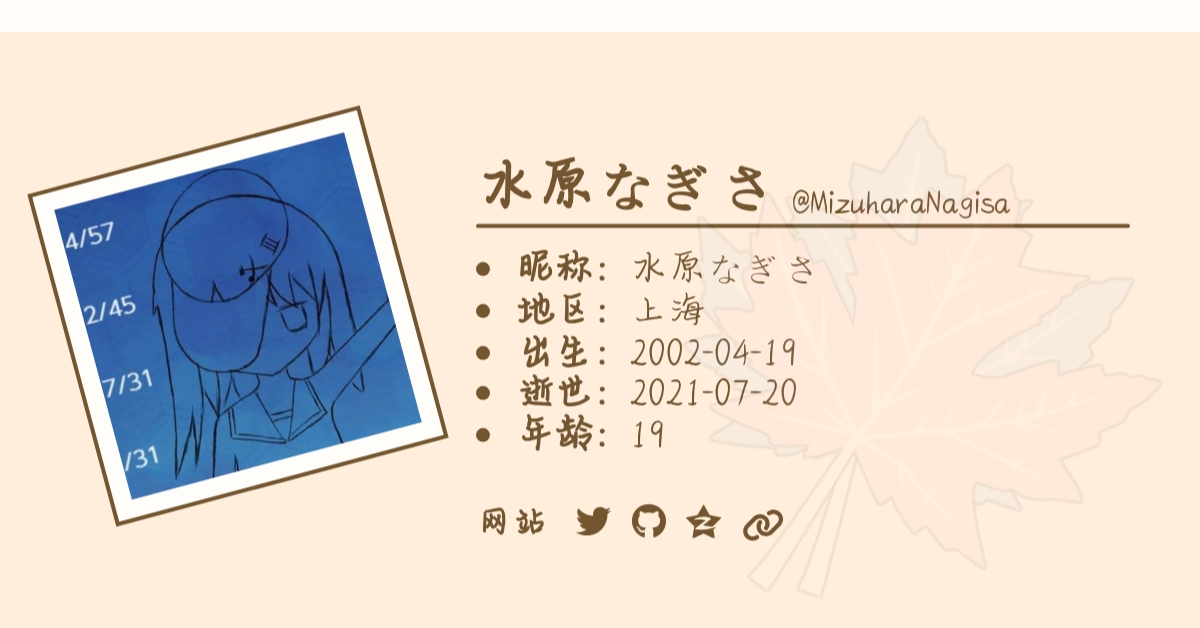 水原なぎさ @MizuharaNagisa
昵称： 水原なぎさ
地区： 上海
出生： 2002-04-19
逝世： 2021-07-20
年龄： 19
网站
4/57
2/45
7/31
/31